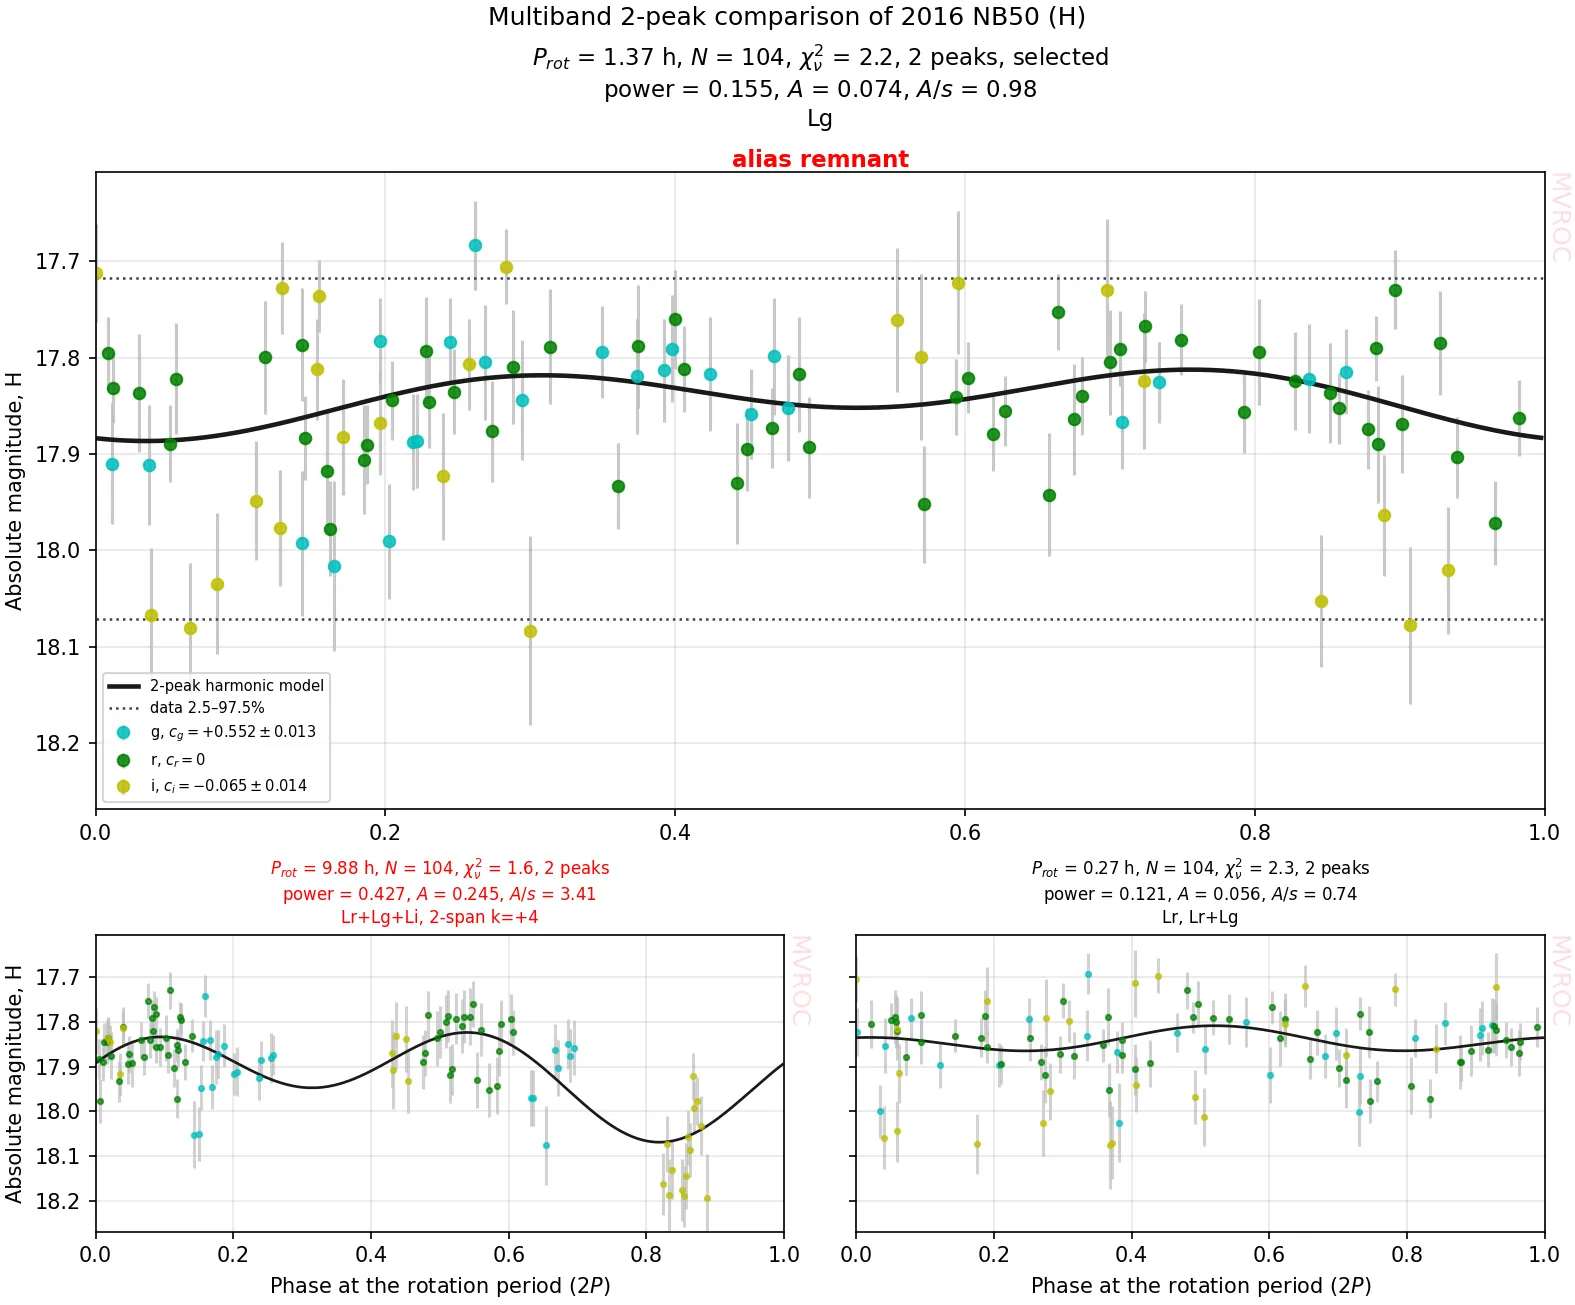 Multiband 2-peak comparison of 2016 NB50 (H)
P_rot = 1.37 h, N = 104, χ²_ν = 2.2, 2 peaks, selected
power = 0.155, A = 0.074, A/s = 0.98
Lg
alias remnant
MVROC
17.7
17.8
17.9
18.0
18.1
18.2
Absolute magnitude, H
2-peak harmonic model
data 2.5–97.5%
g, c_g = +0.552 ± 0.013
r, c_r = 0
i, c_i = −0.065 ± 0.014
0.0 0.2 0.4 0.6 0.8 1.0
P_rot = 9.88 h, N = 104, χ²_ν = 1.6, 2 peaks
power = 0.427, A = 0.245, A/s = 3.41
Lr+Lg+Li, 2-span k=+4
MVROC
17.7
17.8
17.9
18.0
18.1
18.2
Absolute magnitude, H
0.0 0.2 0.4 0.6 0.8 1.0
Phase at the rotation period (2P)
P_rot = 0.27 h, N = 104, χ²_ν = 2.3, 2 peaks
power = 0.121, A = 0.056, A/s = 0.74
Lr, Lr+Lg
MVROC
0.0 0.2 0.4 0.6 0.8 1.0
Phase at the rotation period (2P)